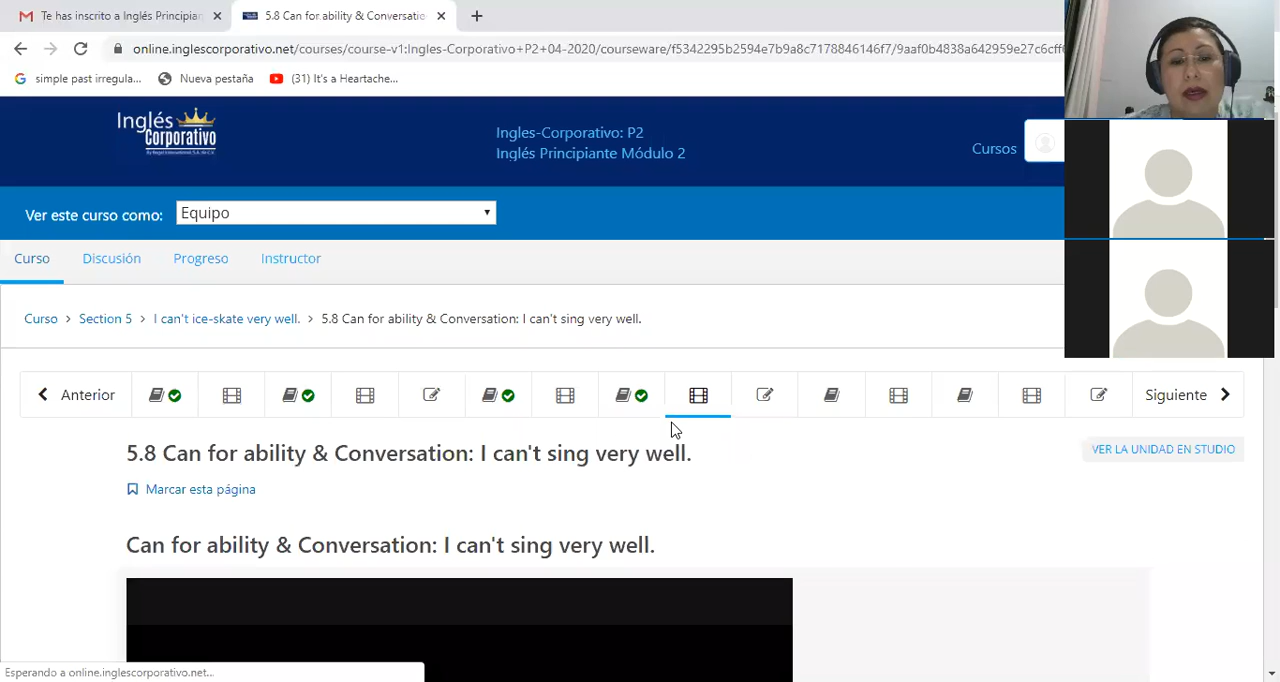 Te has inscrito a Inglés Principian
5.8 Can for ability & Conversatio
online.inglescorporativo.net/courses/course-v1:Ingles-Corporativo+P2+04-2020/courseware/f5342295b2594e7b9a8c7178846146f7/9aaf0b4838a642959e27c6cff6
simple past irregula...
Nueva pestaña
(31) It's a Heartache...
Inglés
Corporativo
Ingles-Corporativo: P2
Inglés Principiante Módulo 2
Cursos
Ver este curso como:
Equipo
Curso
Discusión
Progreso
Instructor
Curso > Section 5 > I can't ice-skate very well. > 5.8 Can for ability & Conversation: I can't sing very well.
Anterior
Siguiente
5.8 Can for ability & Conversation: I can't sing very well.
VER LA UNIDAD EN STUDIO
Marcar esta página
Can for ability & Conversation: I can't sing very well.
Esperando a online.inglescorporativo.net...